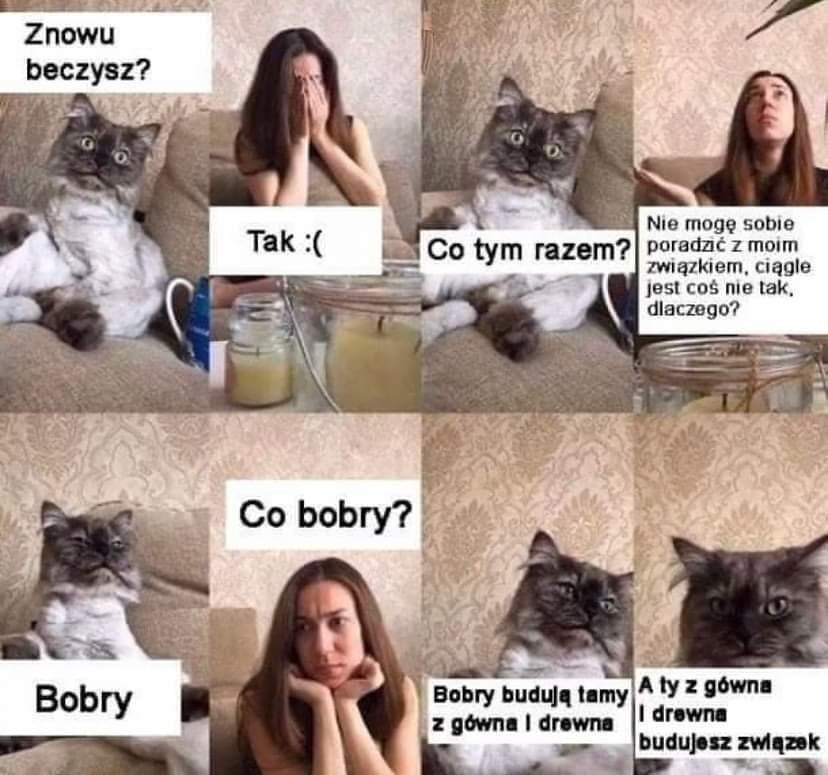 Znowu
beczysz?
Tak :(
Co tym razem?
Nie mogę sobie
poradzić z moim
związkiem, ciągle
jest coś nie tak,
dlaczego?
Bobry
Co bobry?
Bobry budują tamy
z gówna i drewna
A ty z gówna
i drewna
budujesz związek